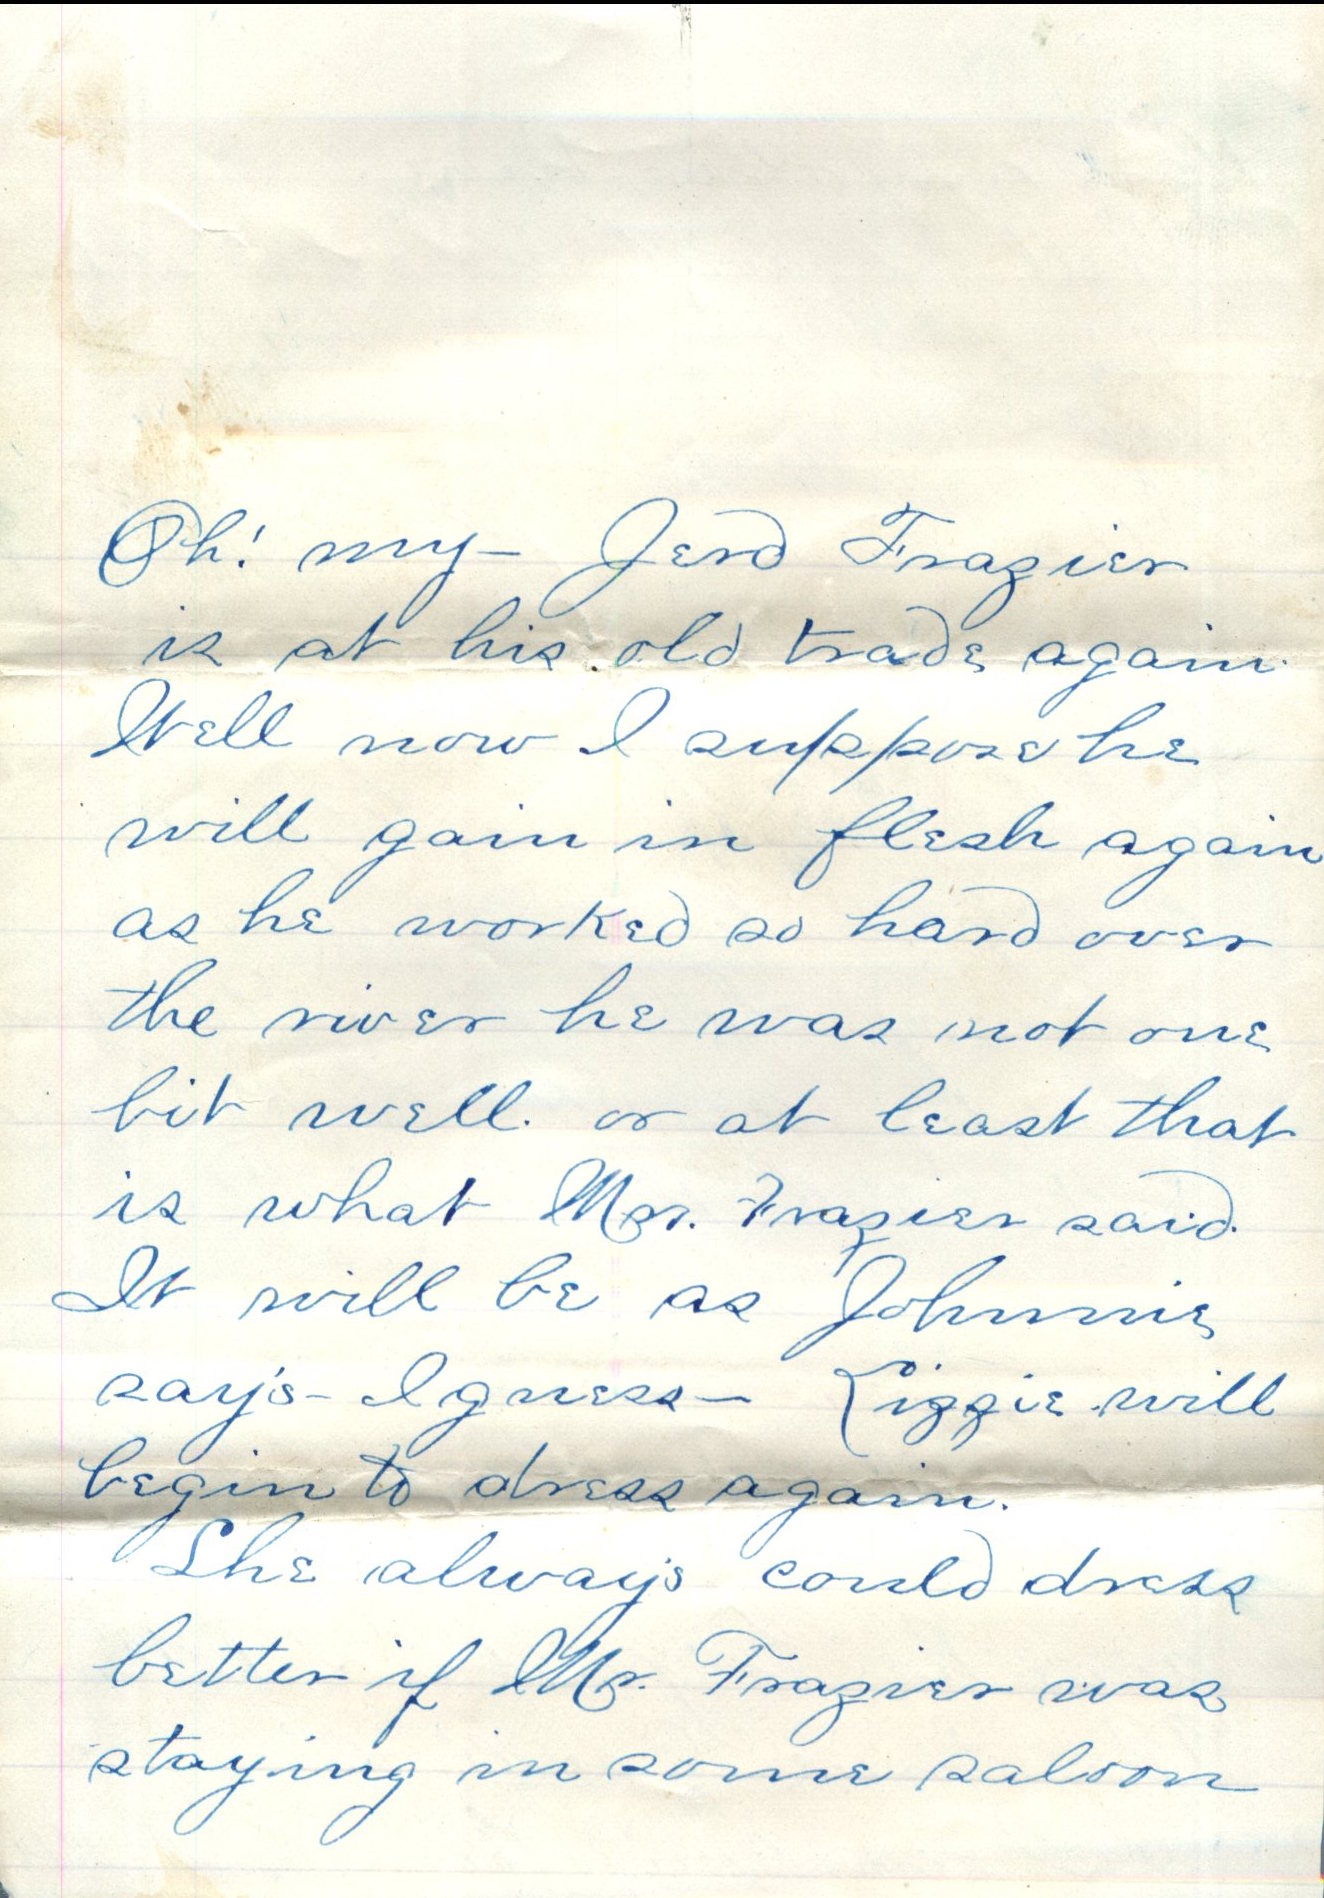 Oh! my- Jerd Frazier
is at his old trade again.
Well now I suppose he
will gain in flesh again
as he worked so hard over
the river he was not one
bit well. or at least that
is what Mrs. Frazier said.
It will be as Johnnie
say's- I guess- Lizzie will
begin to dress again.
She alway's could dress
better if Mr. Frazier was
staying in some saloon